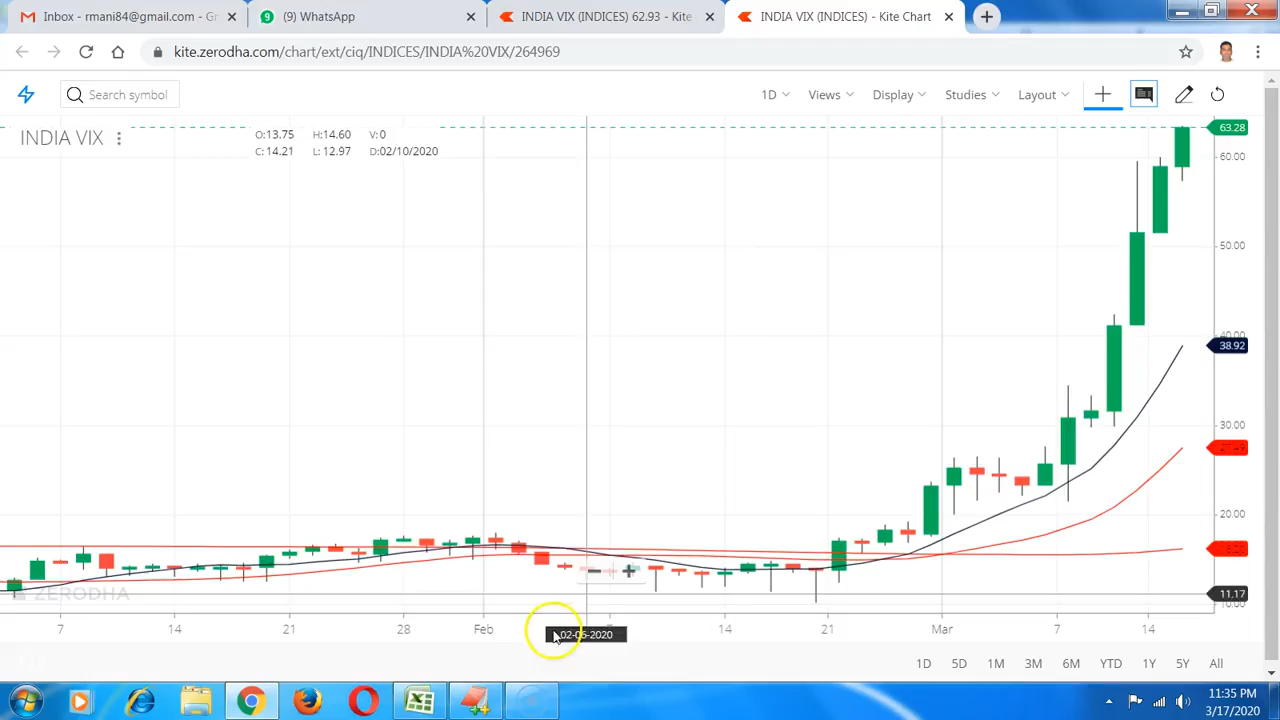 Inbox - rmani84@gmail.com - Gr
(9) WhatsApp
INDIA VIX (INDICES) 62.93 - Kite
INDIA VIX (INDICES) - Kite Chart
kite.zerodha.com/chart/ext/ciq/INDICES/INDIA%20VIX/264969
Search symbol
1D
Views
Display
Studies
Layout
INDIA VIX
O:13.75 H:14.60 V:0
C:14.21 L:12.97 D:02/10/2020
63.28
60.00
50.00
40.00
38.92
30.00
20.00
11.17
10.00
ZERODHA
7 14 21 28 Feb 7 14 21 Mar 7 14
02-06-2020
1D 5D 1M 3M 6M YTD 1Y 5Y All
11:35 PM
3/17/2020